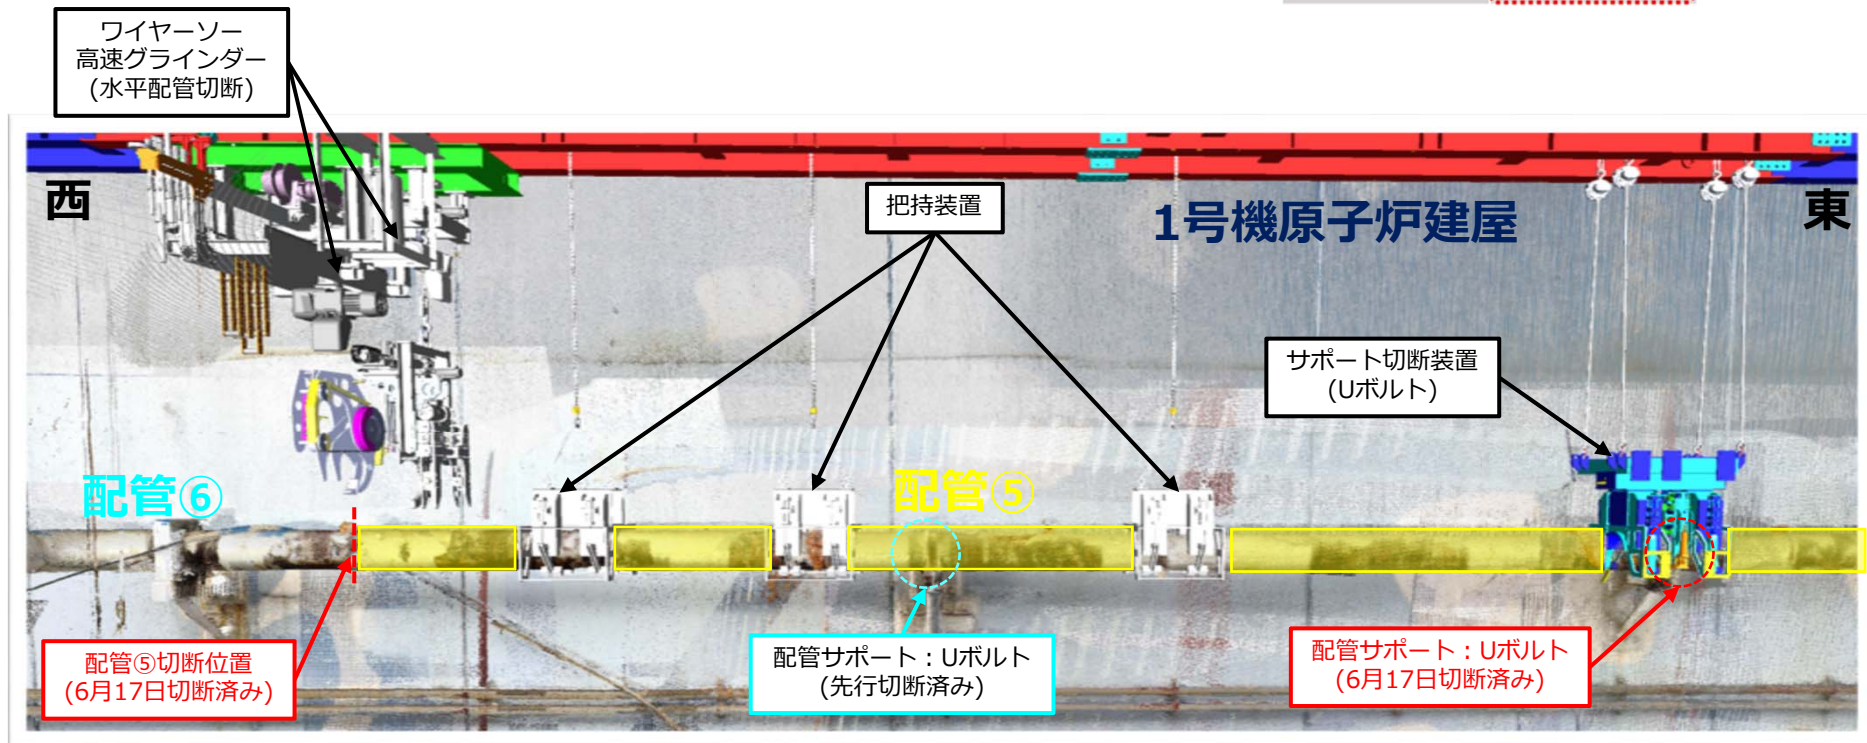 ワイヤーソー
高速グラインダー
(水平配管切断)
西
把持装置
1号機原子炉建屋
東
サポート切断装置
(Uボルト)
配管⑥
配管⑤
配管⑤切断位置
(6月17日切断済み)
配管サポート：Uボルト
(先行切断済み)
配管サポート：Uボルト
(6月17日切断済み)